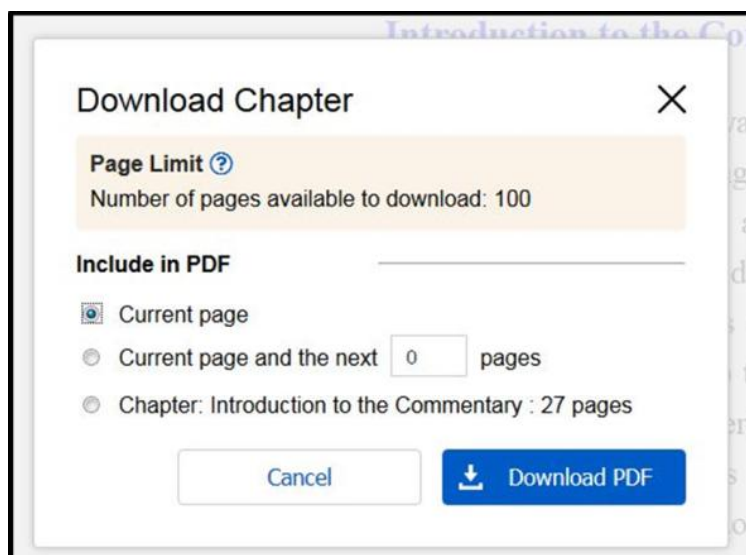 Introduction to the Co
Download Chapter
Page Limit
Number of pages available to download: 100
Include in PDF
Current page
Current page and the next 0 pages
Chapter: Introduction to the Commentary : 27 pages
Cancel
Download PDF